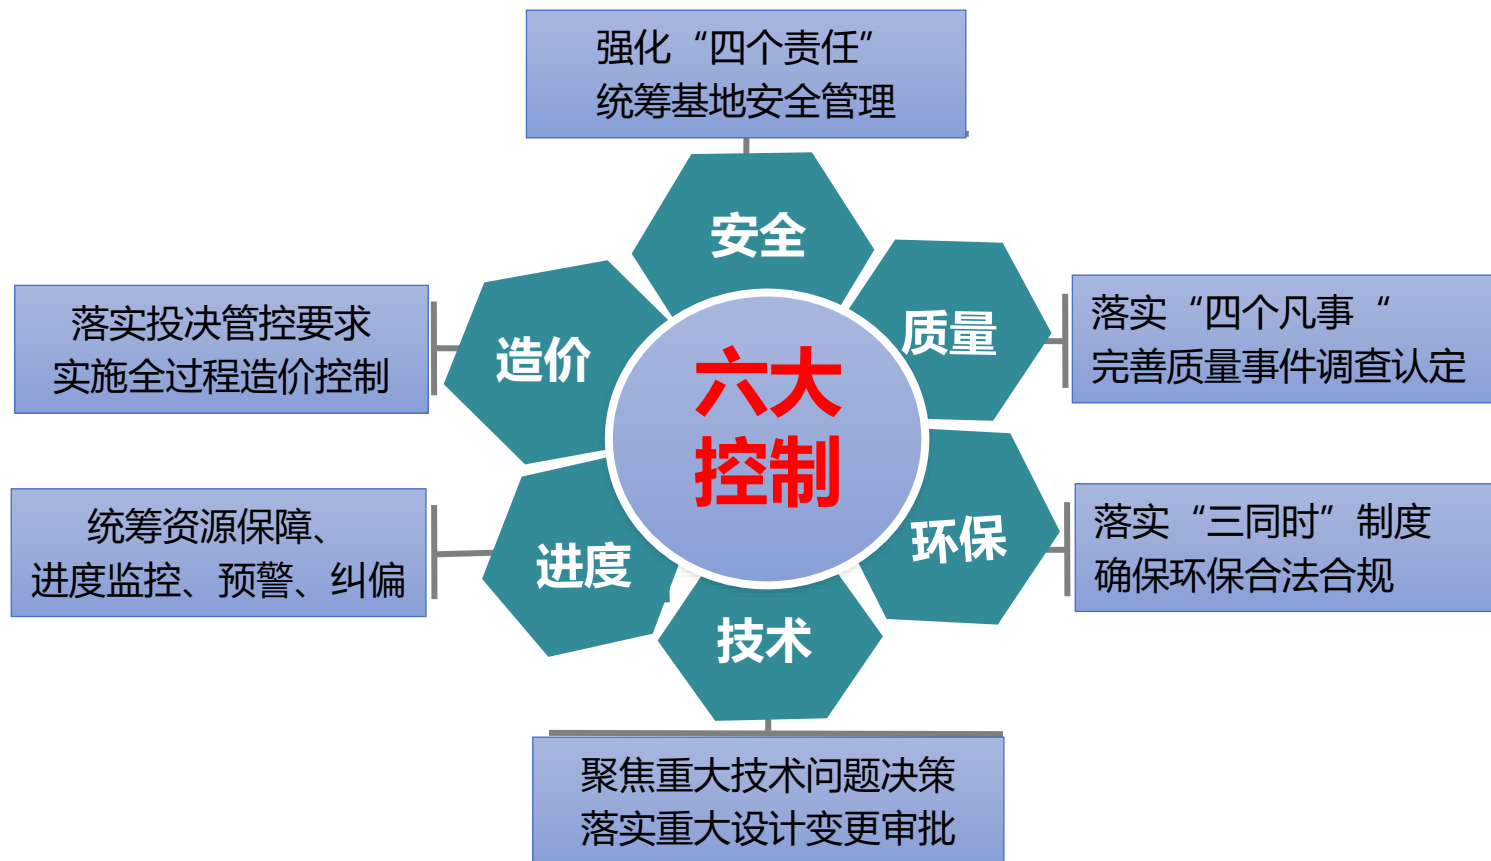 强化“四个责任”
统筹基地安全管理
安全
落实投决管控要求
实施全过程造价控制
造价
质量
落实“四个凡事“
完善质量事件调查认定
六大
控制
统筹资源保障、
进度监控、预警、纠偏
进度
环保
落实“三同时”制度
确保环保合法合规
技术
聚焦重大技术问题决策
落实重大设计变更审批